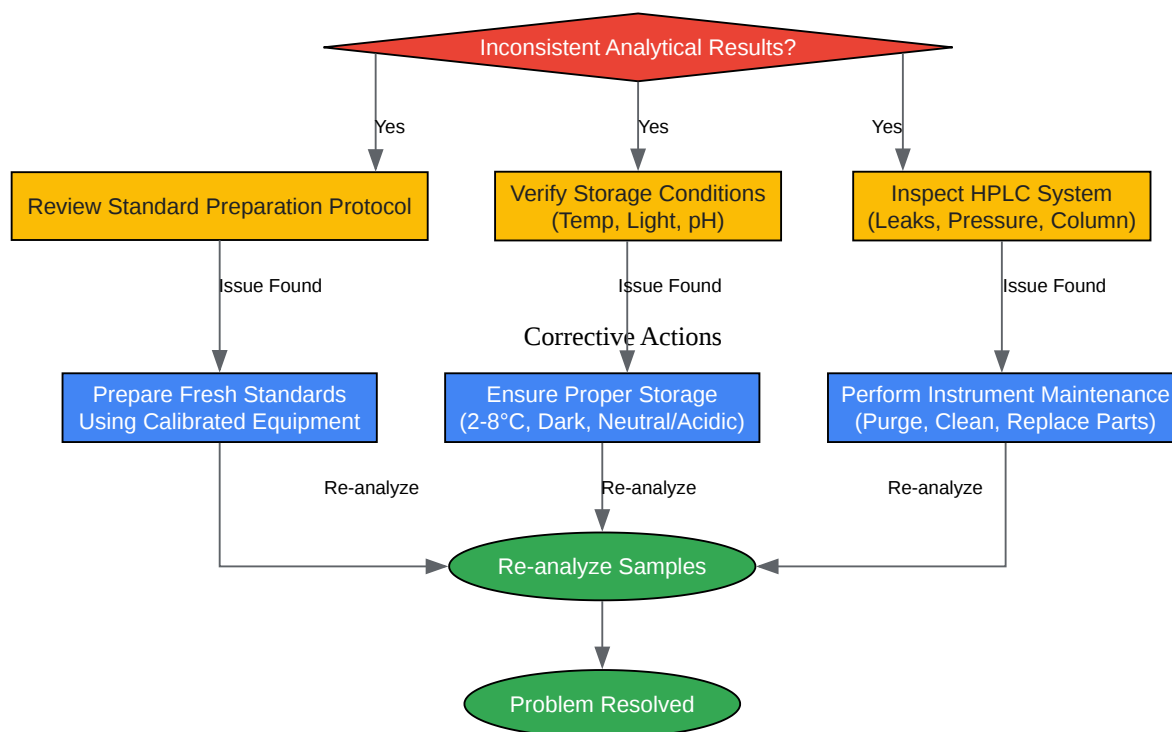 Inconsistent Analytical Results?
Yes
Yes
Yes
Review Standard Preparation Protocol
Verify Storage Conditions
(Temp, Light, pH)
Inspect HPLC System
(Leaks, Pressure, Column)
Issue Found
Issue Found
Issue Found
Corrective Actions
Prepare Fresh Standards
Using Calibrated Equipment
Ensure Proper Storage
(2-8°C, Dark, Neutral/Acidic)
Perform Instrument Maintenance
(Purge, Clean, Replace Parts)
Re-analyze
Re-analyze
Re-analyze
Re-analyze Samples
Problem Resolved